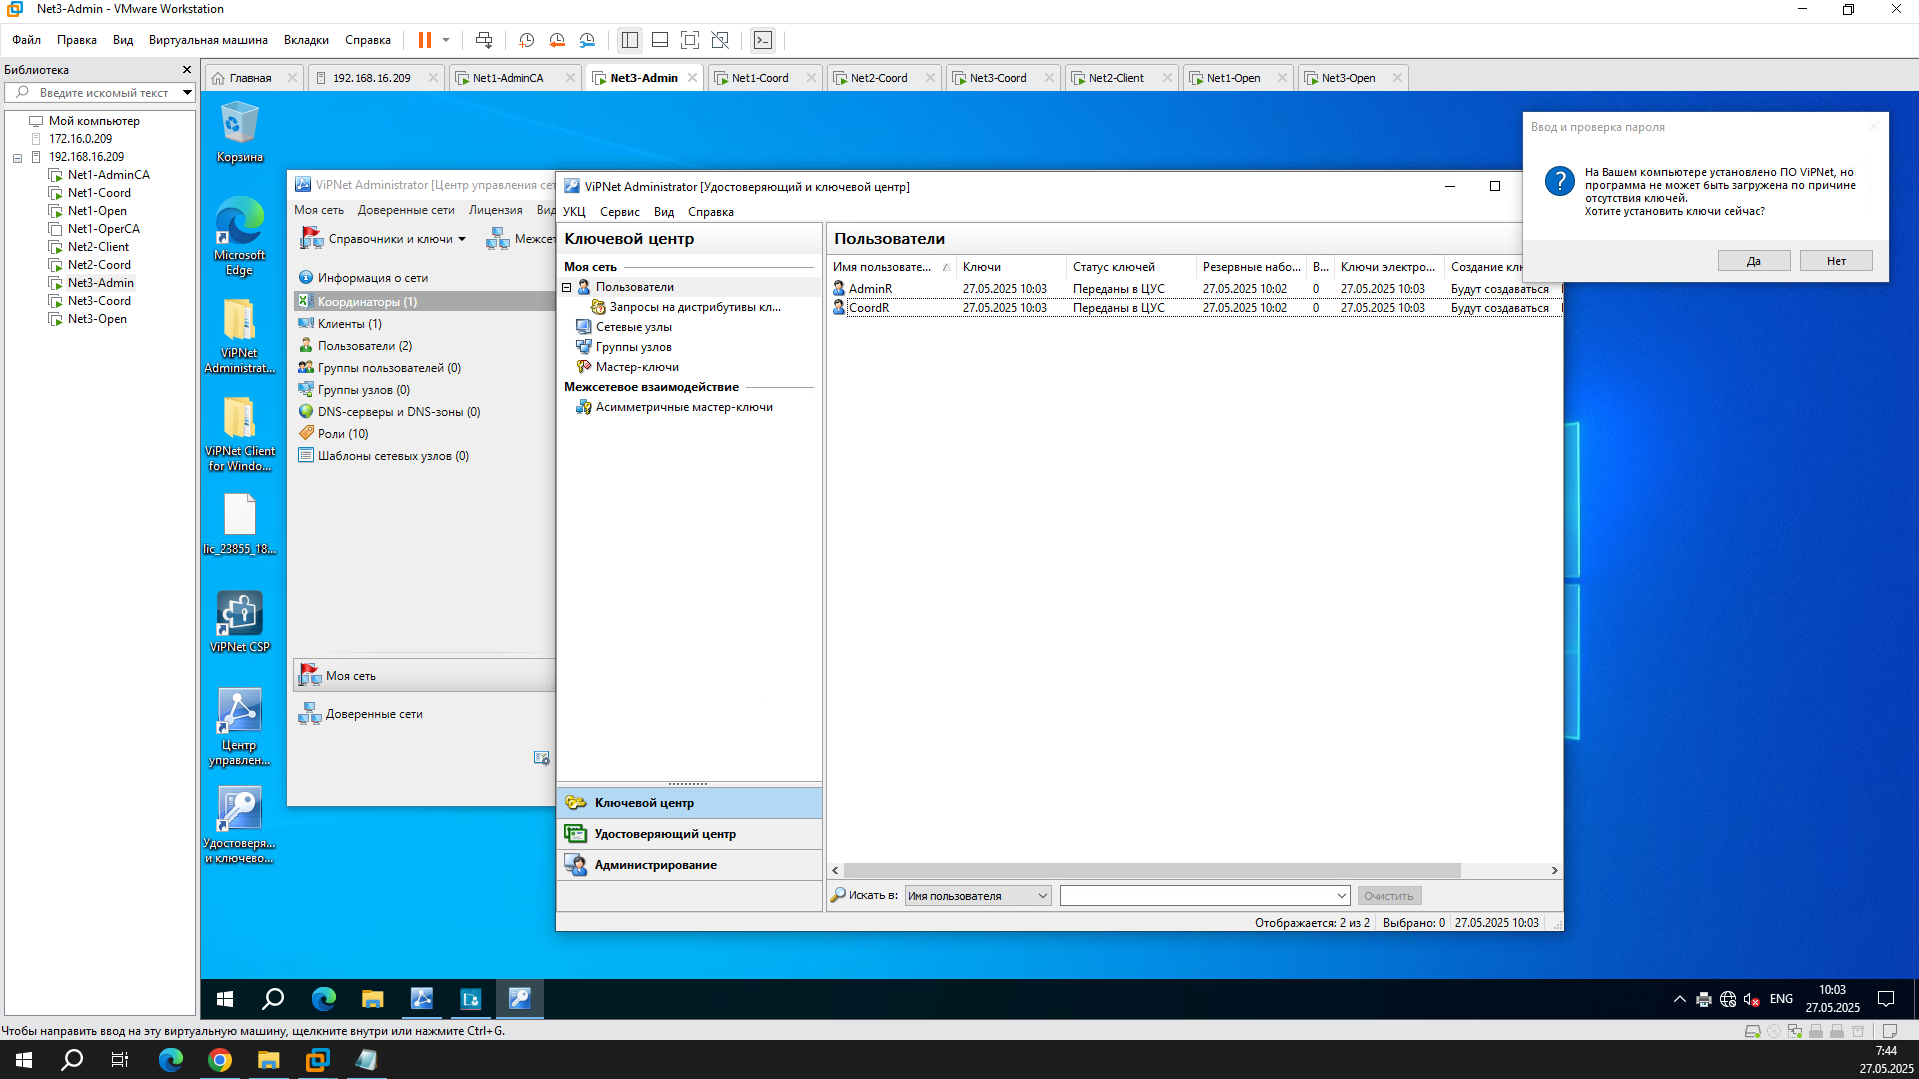 Net3-Admin - VMware Workstation
Файл Правка Вид Виртуальная машина Вкладки Справка
Библиотека
Введите искомый текст
Мой компьютер
172.16.0.209
192.168.16.209
Net1-AdminCA
Net1-Coord
Net1-Open
Net1-OperCA
Net2-Client
Net2-Coord
Net3-Admin
Net3-Coord
Net3-Open
Главная 192.168.16.209 Net1-AdminCA Net3-Admin Net1-Coord Net2-Coord Net3-Coord Net2-Client Net1-Open Net3-Open
Корзина
Microsoft
Edge
ViPNet
Administrat...
ViPNet Client
for Windo...
lic_23855_18...
ViPNet CSP
Центр
управлен...
Удостоверя...
и ключево...
ViPNet Administrator [Центр управления сет
Моя сеть Доверенные сети Лицензия Вид
Справочники и ключи Межсет
Информация о сети
Координаторы (1)
Клиенты (1)
Пользователи (2)
Группы пользователей (0)
Группы узлов (0)
DNS-серверы и DNS-зоны (0)
Роли (10)
Шаблоны сетевых узлов (0)
Моя сеть
Доверенные сети
ViPNet Administrator [Удостоверяющий и ключевой центр]
УКЦ Сервис Вид Справка
Ключевой центр
Моя сеть
Пользователи
Запросы на дистрибутивы кл...
Сетевые узлы
Группы узлов
Мастер-ключи
Межсетевое взаимодействие
Асимметричные мастер-ключи
Ключевой центр
Удостоверяющий центр
Администрирование
Пользователи
Имя пользовате... Ключи Статус ключей Резервные набо... В... Ключи электро... Создание клю
AdminR 27.05.2025 10:03 Переданы в ЦУС 27.05.2025 10:02 0 27.05.2025 10:03 Будут создаваться
CoordR 27.05.2025 10:03 Переданы в ЦУС 27.05.2025 10:02 0 27.05.2025 10:03 Будут создаваться
Искать в: Имя пользователя Очистить
Отображается: 2 из 2 Выбрано: 0 27.05.2025 10:03
Ввод и проверка пароля
На Вашем компьютере установлено ПО ViPNet, но
программа не может быть загружена по причине
отсутствия ключей.
Хотите установить ключи сейчас?
Да Нет
ENG
10:03
27.05.2025
Чтобы направить ввод на эту виртуальную машину, щелкните внутри или нажмите Ctrl+G.
7:44
27.05.2025